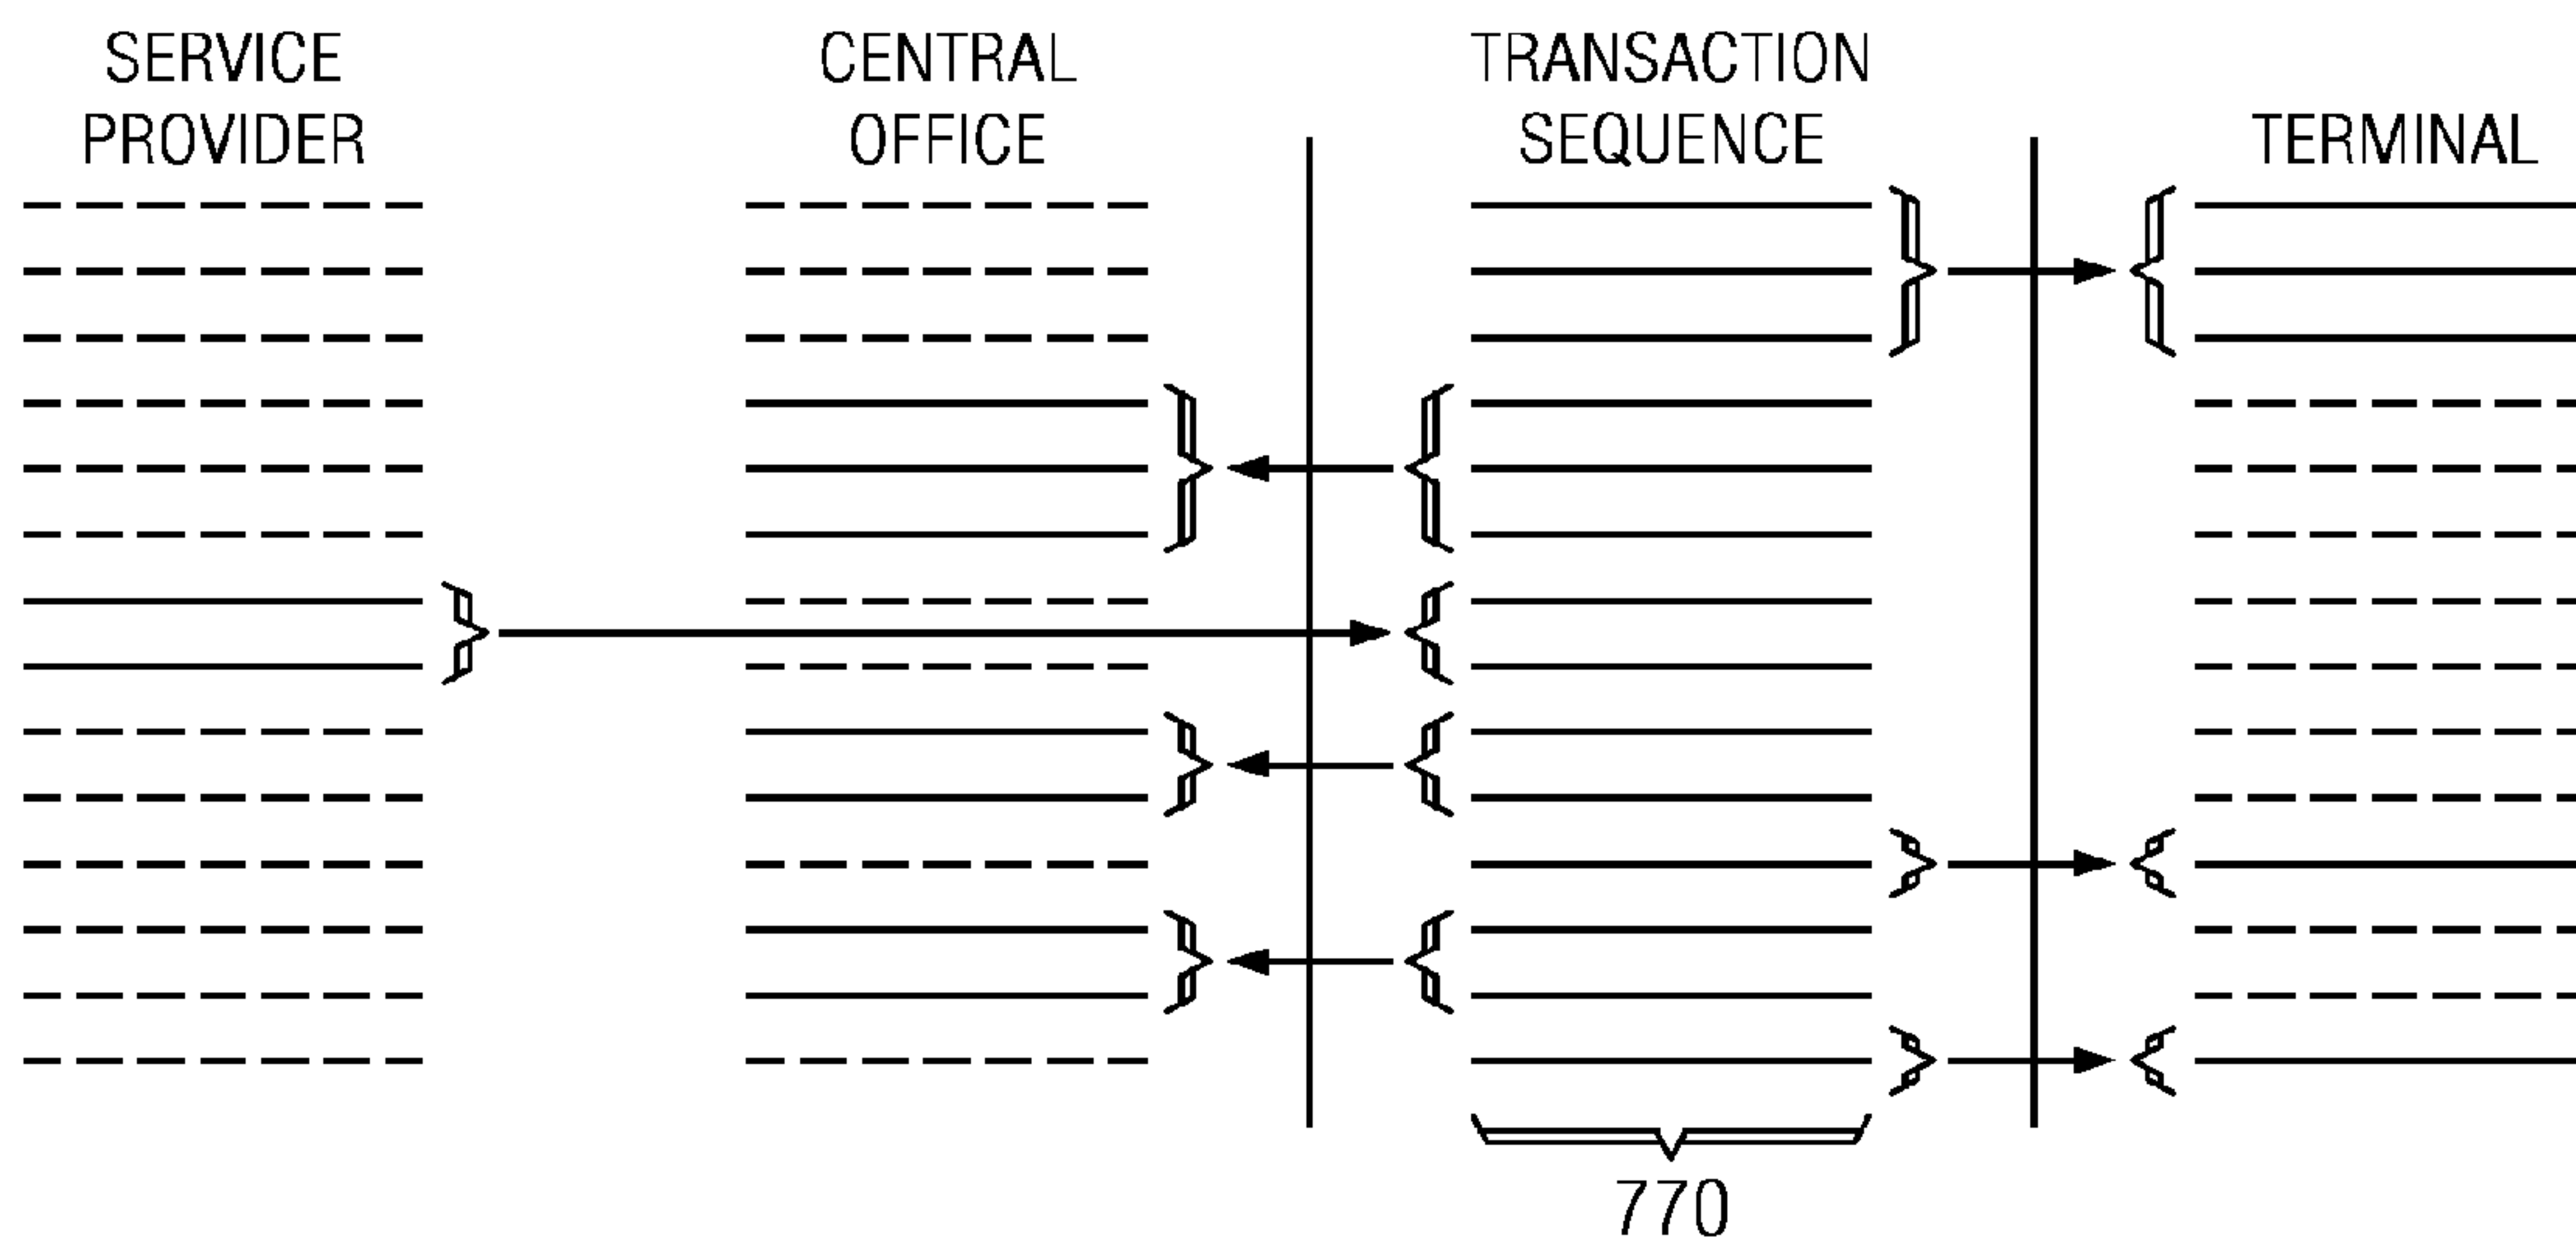 SERVICE
PROVIDER
CENTRAL
OFFICE
TRANSACTION
SEQUENCE
TERMINAL
770